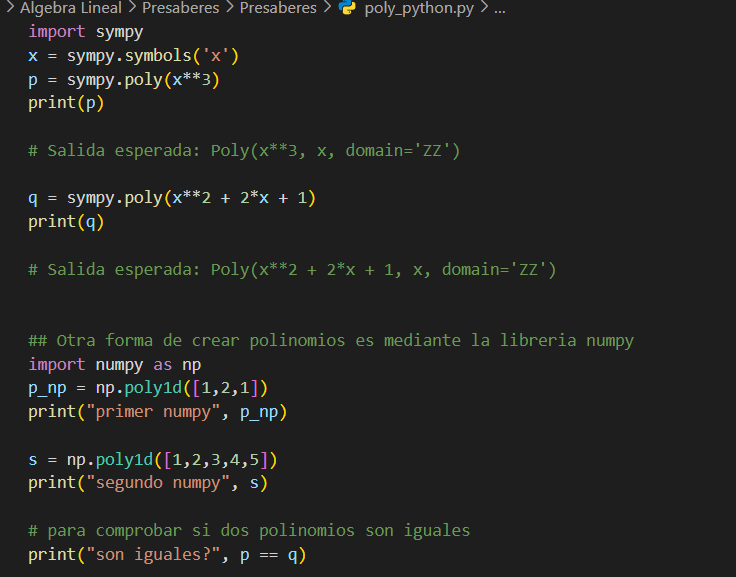 > Algebra Lineal > Presaberes > Presaberes > poly_python.py > ...
import sympy
x = sympy.symbols('x')
p = sympy.poly(x**3)
print(p)
# Salida esperada: Poly(x**3, x, domain='ZZ')
q = sympy.poly(x**2 + 2*x + 1)
print(q)
# Salida esperada: Poly(x**2 + 2*x + 1, x, domain='ZZ')
## Otra forma de crear polinomios es mediante la libreria numpy
import numpy as np
p_np = np.poly1d([1,2,1])
print("primer numpy", p_np)
s = np.poly1d([1,2,3,4,5])
print("segundo numpy", s)
# para comprobar si dos polinomios son iguales
print("son iguales?", p == q)